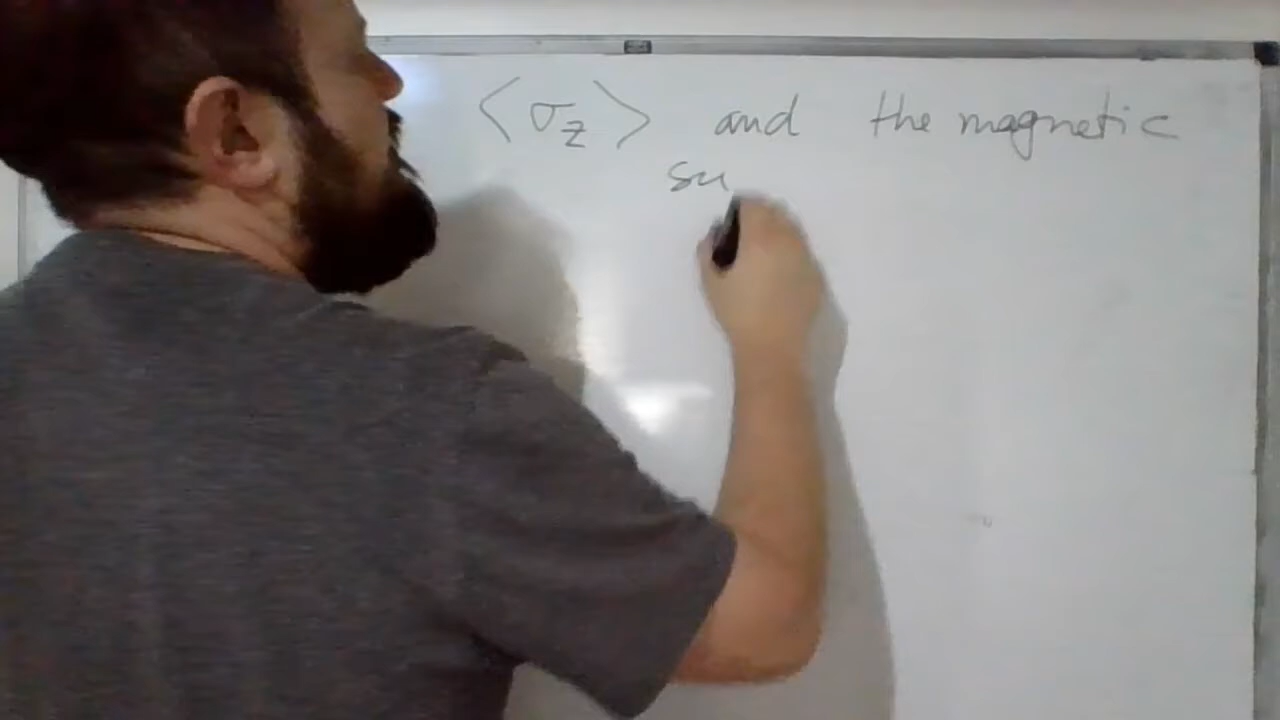 ⟨σ_z⟩ and the magnetic
su